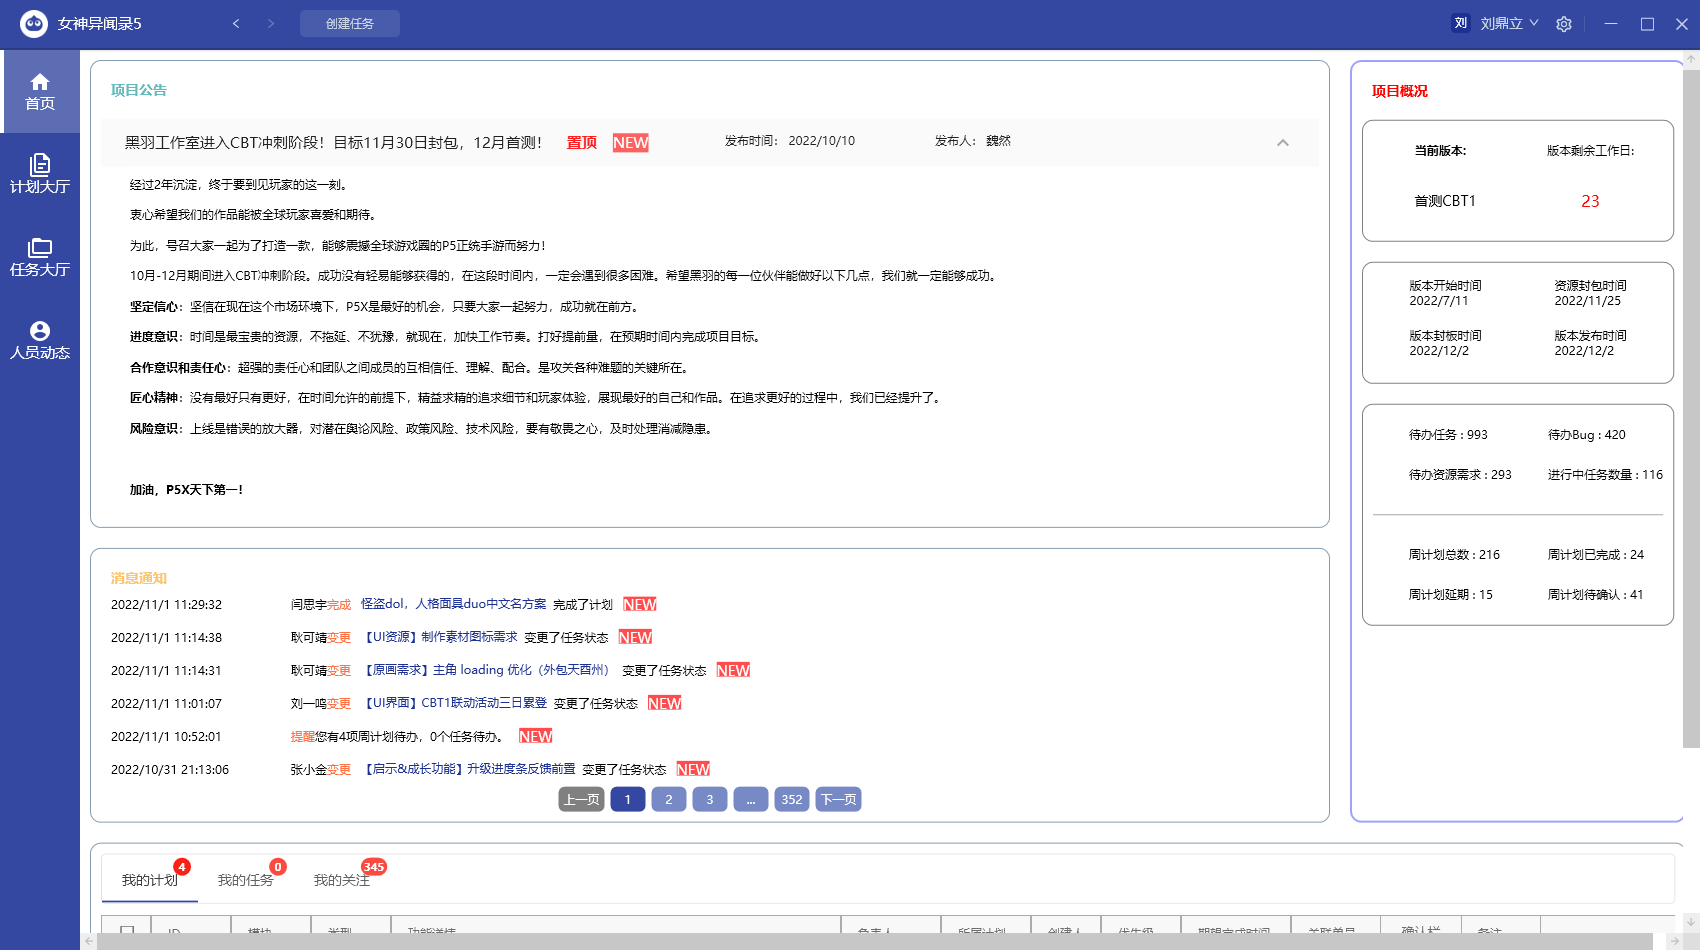 女神异闻录5
创建任务
刘 刘鼎立
首页
计划大厅
任务大厅
人员动态
项目公告
黑羽工作室进入CBT冲刺阶段！目标11月30日封包，12月首测！ 置顶 NEW 发布时间： 2022/10/10 发布人： 魏然
经过2年沉淀，终于要到见玩家的这一刻。
衷心希望我们的作品能被全球玩家喜爱和期待。
为此，号召大家一起为了打造一款，能够震撼全球游戏圈的P5正统手游而努力！
10月-12月期间进入CBT冲刺阶段。成功没有轻易能够获得的，在这段时间内，一定会遇到很多困难。希望黑羽的每一位伙伴能做好以下几点，我们就一定能够成功。
坚定信心：坚信在现在这个市场环境下，P5X是最好的机会，只要大家一起努力，成功就在前方。
进度意识：时间是最宝贵的资源，不拖延、不犹豫，就现在，加快工作节奏。打好提前量，在预期时间内完成项目目标。
合作意识和责任心：超强的责任心和团队之间成员的互相信任、理解、配合。是攻关各种难题的关键所在。
匠心精神：没有最好只有更好，在时间允许的前提下，精益求精的追求细节和玩家体验，展现最好的自己和作品。在追求更好的过程中，我们已经提升了。
风险意识：上线是错误的放大器，对潜在舆论风险、政策风险、技术风险，要有敬畏之心，及时处理消减隐患。
加油，P5X天下第一！
消息通知
2022/11/1 11:29:32 闫思宇完成 怪盗dol，人格面具duo中文名方案 完成了计划 NEW
2022/11/1 11:14:38 耿可靖变更 【UI资源】制作素材图标需求 变更了任务状态 NEW
2022/11/1 11:14:31 耿可靖变更 【原画需求】主角 loading 优化（外包天酉州） 变更了任务状态 NEW
2022/11/1 11:01:07 刘一鸣变更 【UI界面】CBT1联动活动三日累登 变更了任务状态 NEW
2022/11/1 10:52:01 提醒您有4项周计划待办，0个任务待办。 NEW
2022/10/31 21:13:06 张小金变更 【启示&成长功能】升级进度条反馈前置 变更了任务状态 NEW
上一页 1 2 3 ... 352 下一页
项目概况
当前版本: 版本剩余工作日:
首测CBT1 23
版本开始时间 资源封包时间
2022/7/11 2022/11/25
版本封板时间 版本发布时间
2022/12/2 2022/12/2
待办任务 : 993 待办Bug : 420
待办资源需求 : 293 进行中任务数量 : 116
周计划总数 : 216 周计划已完成 : 24
周计划延期 : 15 周计划待确认 : 41
我的计划 4 我的任务 0 我的关注 345
ID 模块 类型 功能详情 负责人 所属计划 创建人 优先级 期望完成时间 关联单号 确认栏 备注